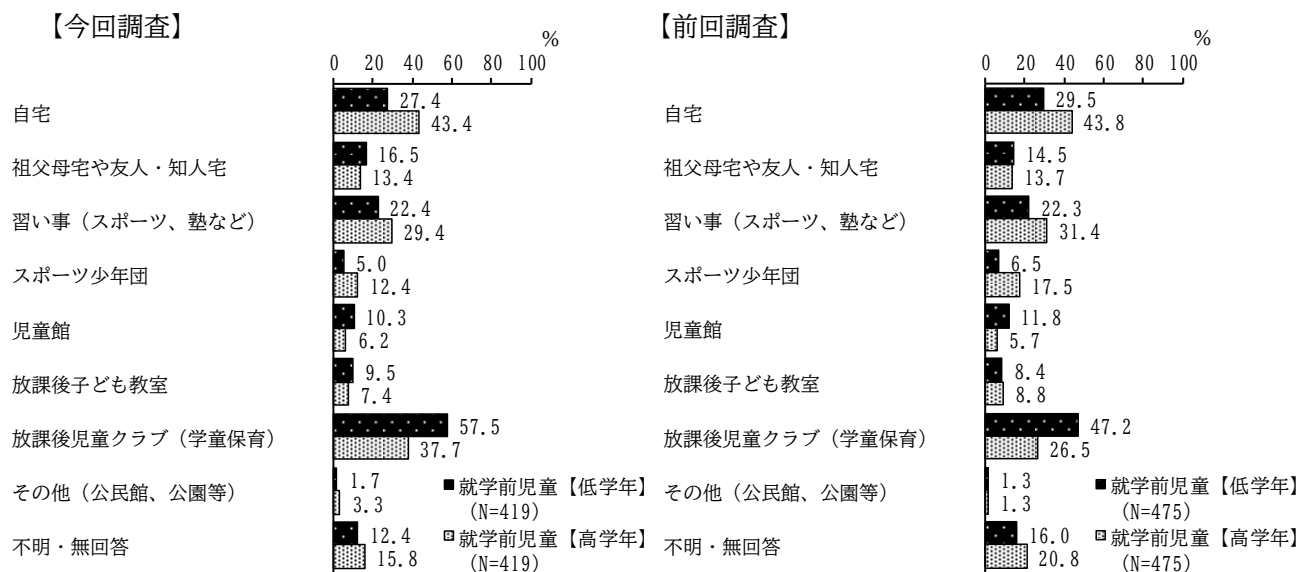 【今回調査】
%
0 20 40 60 80 100
自宅
27.4
43.4
祖父母宅や友人・知人宅
16.5
13.4
習い事（スポーツ、塾など）
22.4
29.4
スポーツ少年団
5.0
12.4
児童館
10.3
6.2
放課後子ども教室
9.5
7.4
放課後児童クラブ（学童保育）
57.5
37.7
その他（公民館、公園等）
1.7
3.3
不明・無回答
12.4
15.8
就学前児童【低学年】
(N=419)
就学前児童【高学年】
(N=419)
【前回調査】
%
0 20 40 60 80 100
自宅
29.5
43.8
祖父母宅や友人・知人宅
14.5
13.7
習い事（スポーツ、塾など）
22.3
31.4
スポーツ少年団
6.5
17.5
児童館
11.8
5.7
放課後子ども教室
8.4
8.8
放課後児童クラブ（学童保育）
47.2
26.5
その他（公民館、公園等）
1.3
1.3
不明・無回答
16.0
20.8
就学前児童【低学年】
(N=475)
就学前児童【高学年】
(N=475)